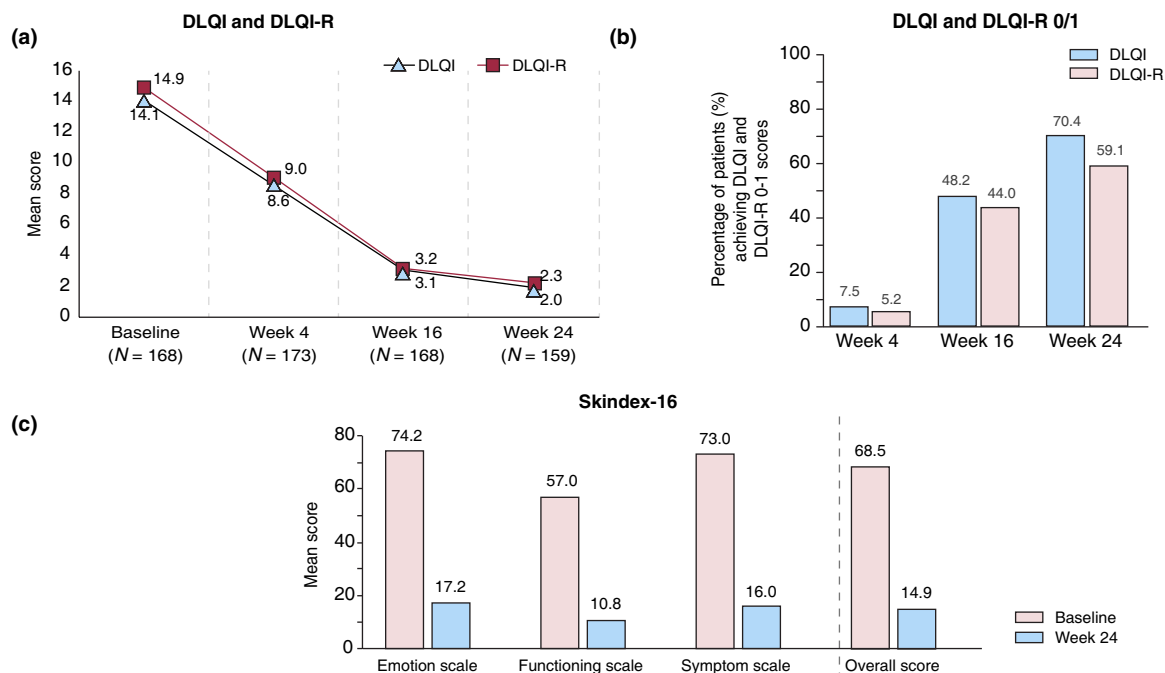 (a)
DLQI and DLQI-R
DLQI
DLQI-R
Mean score
16
14
12
10
8
6
4
2
0
14.9
14.1
9.0
8.6
3.2
3.1
2.3
2.0
Baseline
(N = 168)
Week 4
(N = 173)
Week 16
(N = 168)
Week 24
(N = 159)
(b)
DLQI and DLQI-R 0/1
DLQI
DLQI-R
Percentage of patients (%)
achieving DLQI and
DLQI-R 0-1 scores
100
80
60
40
20
0
7.5
5.2
48.2
44.0
70.4
59.1
Week 4
Week 16
Week 24
(c)
Skindex-16
Mean score
80
60
40
20
0
74.2
17.2
57.0
10.8
73.0
16.0
68.5
14.9
Emotion scale
Functioning scale
Symptom scale
Overall score
Baseline
Week 24